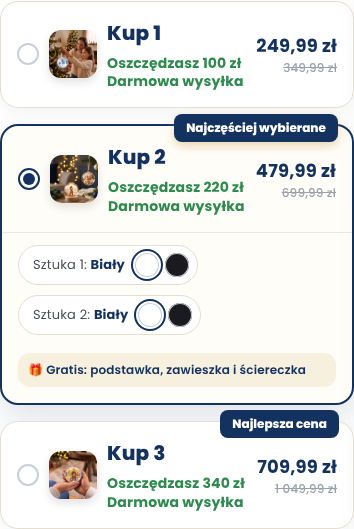 Kup 1
249,99 zł
Oszczędzasz 100 zł
349,99 zł
Darmowa wysyłka
Najczęściej wybierane
Kup 2
479,99 zł
Oszczędzasz 220 zł
699,99 zł
Darmowa wysyłka
Sztuka 1: Biały
Sztuka 2: Biały
🎁 Gratis: podstawka, zawieszka i ściereczka
Najlepsza cena
Kup 3
709,99 zł
Oszczędzasz 340 zł
1 049,99 zł
Darmowa wysyłka